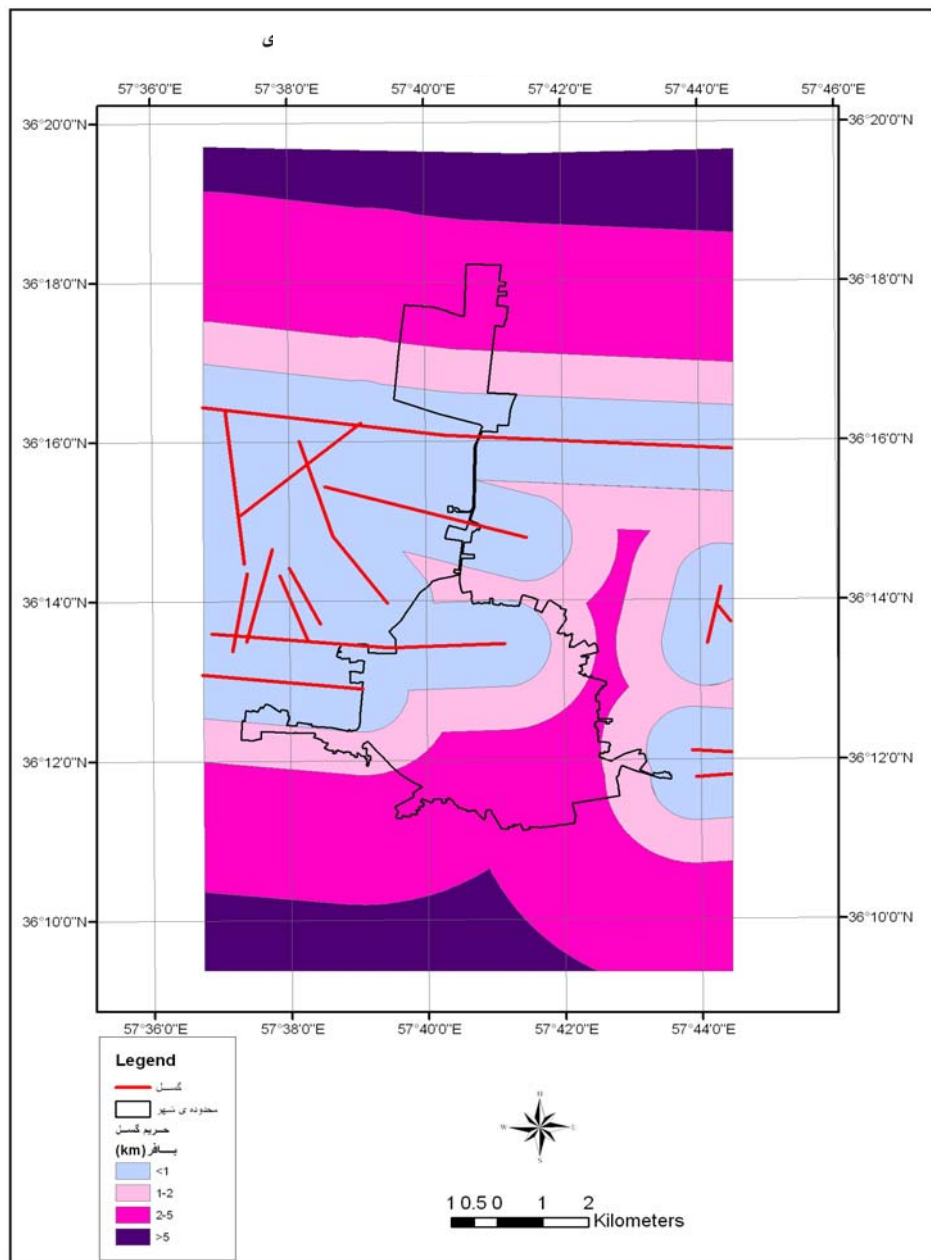 ی
57°36'0"E 57°38'0"E 57°40'0"E 57°42'0"E 57°44'0"E 57°46'0"E
36°20'0"N 36°20'0"N
36°18'0"N 36°18'0"N
36°16'0"N 36°16'0"N
36°14'0"N 36°14'0"N
36°12'0"N 36°12'0"N
36°10'0"N 36°10'0"N
57°36'0"E 57°38'0"E 57°40'0"E 57°42'0"E 57°44'0"E
Legend
گسل
محدوده ی شهر
حریم گسل
بافر (km)
<1
1-2
2-5
>5
N
W E
S
1 0.5 0 1 2
Kilometers